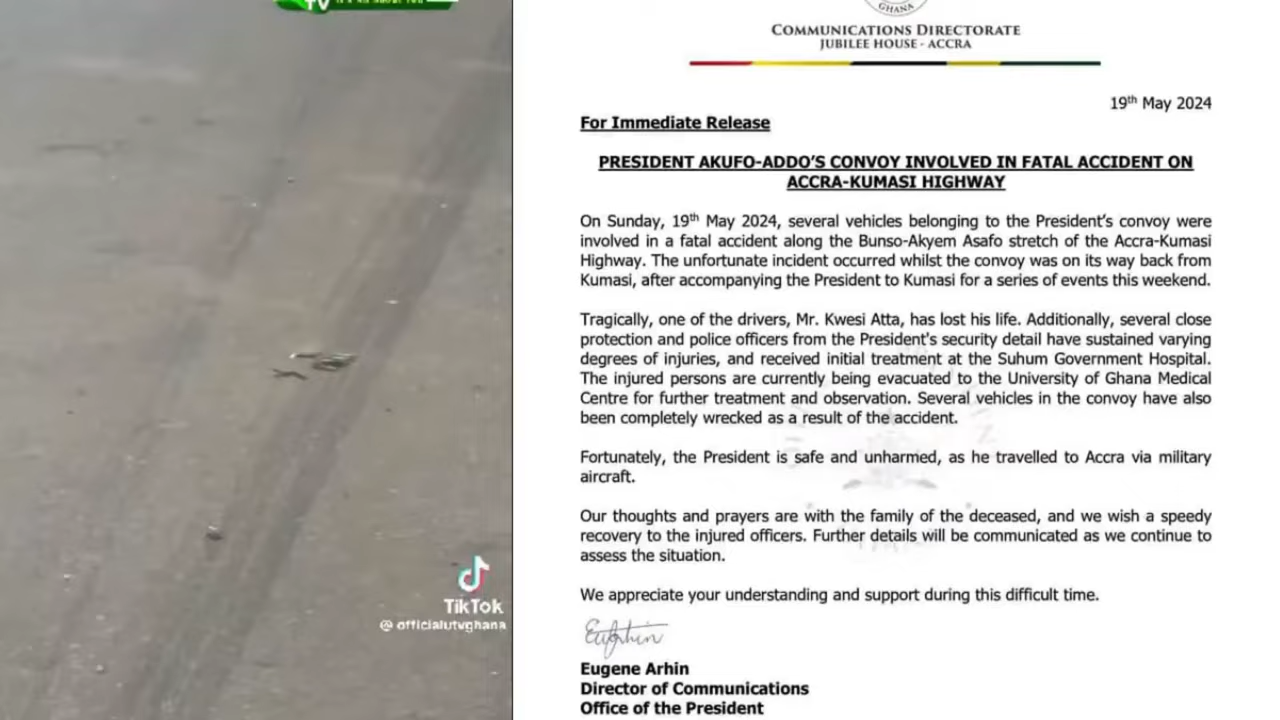 TV
IT'S ALL ABOUT YOU
TikTok
@ officialutvghana
GHANA
COMMUNICATIONS DIRECTORATE
JUBILEE HOUSE - ACCRA
19th May 2024
For Immediate Release
PRESIDENT AKUFO-ADDO'S CONVOY INVOLVED IN FATAL ACCIDENT ON
ACCRA-KUMASI HIGHWAY
On Sunday, 19th May 2024, several vehicles belonging to the President's convoy were
involved in a fatal accident along the Bunso-Akyem Asafo stretch of the Accra-Kumasi
Highway. The unfortunate incident occurred whilst the convoy was on its way back from
Kumasi, after accompanying the President to Kumasi for a series of events this weekend.
Tragically, one of the drivers, Mr. Kwesi Atta, has lost his life. Additionally, several close
protection and police officers from the President's security detail have sustained varying
degrees of injuries, and received initial treatment at the Suhum Government Hospital.
The injured persons are currently being evacuated to the University of Ghana Medical
Centre for further treatment and observation. Several vehicles in the convoy have also
been completely wrecked as a result of the accident.
Fortunately, the President is safe and unharmed, as he travelled to Accra via military
aircraft.
Our thoughts and prayers are with the family of the deceased, and we wish a speedy
recovery to the injured officers. Further details will be communicated as we continue to
assess the situation.
We appreciate your understanding and support during this difficult time.
Eugene Arhin
Director of Communications
Office of the President